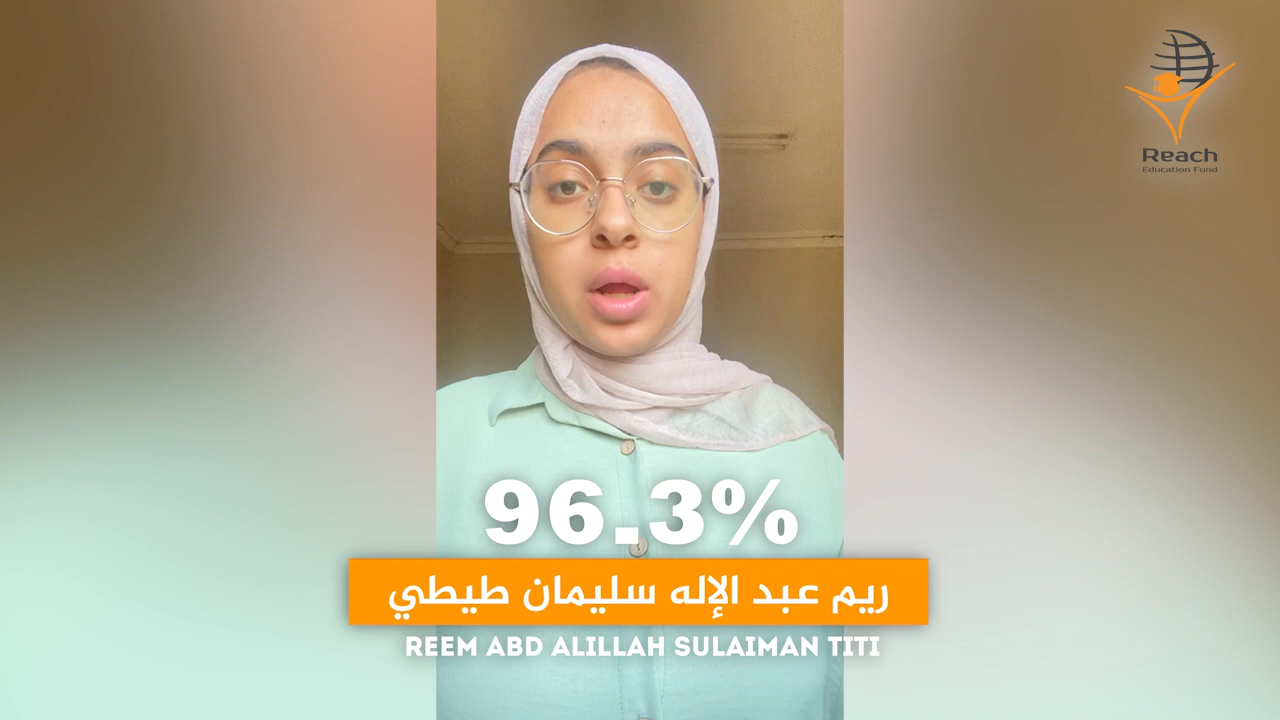 Reach
Education Fund
96.3%
ريم عبد الإله سليمان طيطي
REEM ABD ALILLAH SULAIMAN TITI